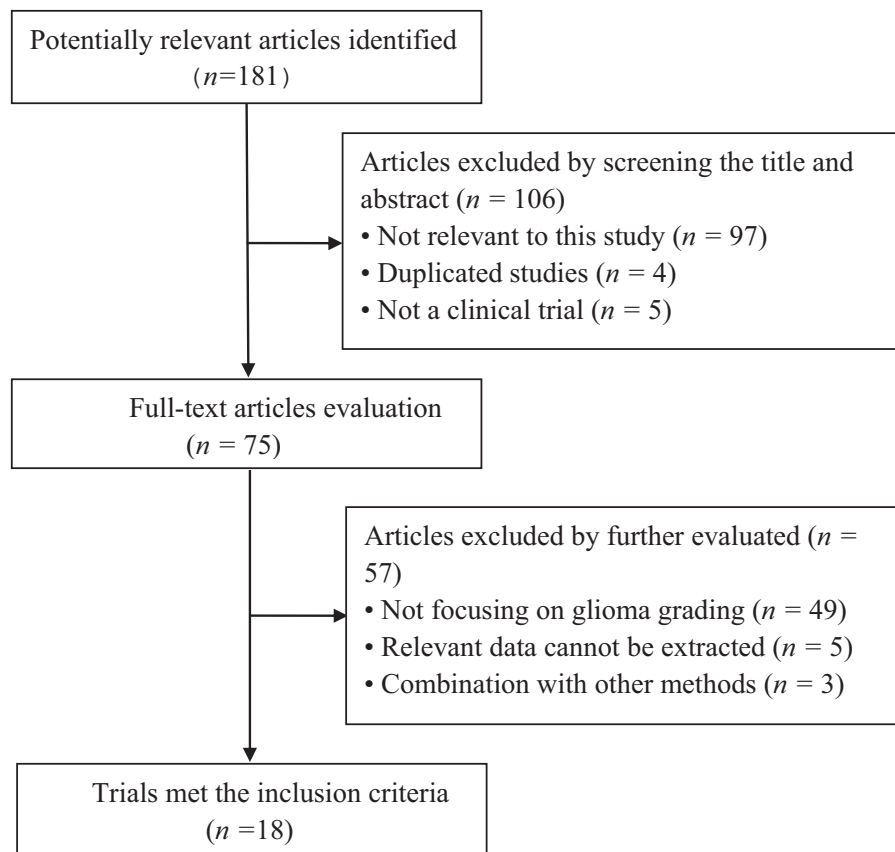 Potentially relevant articles identified
(n=181)
Articles excluded by screening the title and
abstract (n = 106)
• Not relevant to this study (n = 97)
• Duplicated studies (n = 4)
• Not a clinical trial (n = 5)
Full-text articles evaluation
(n = 75)
Articles excluded by further evaluated (n =
57)
• Not focusing on glioma grading (n = 49)
• Relevant data cannot be extracted (n = 5)
• Combination with other methods (n = 3)
Trials met the inclusion criteria
(n =18)